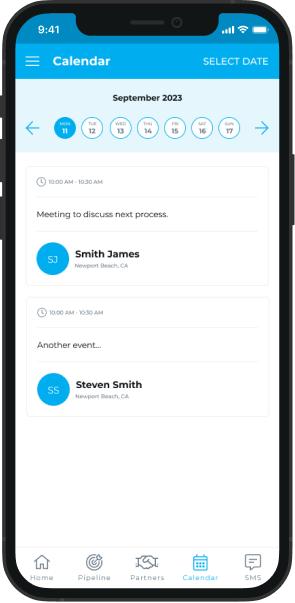 9:41
Calendar SELECT DATE
September 2023
MON TUE WED THU FRI SAT SUN
11 12 13 14 15 16 17
10:00 AM - 10:30 AM
Meeting to discuss next process.
SJ Smith James
Newport Beach, CA
10:00 AM - 10:30 AM
Another event...
SS Steven Smith
Newport Beach, CA
Home Pipeline Partners Calendar SMS